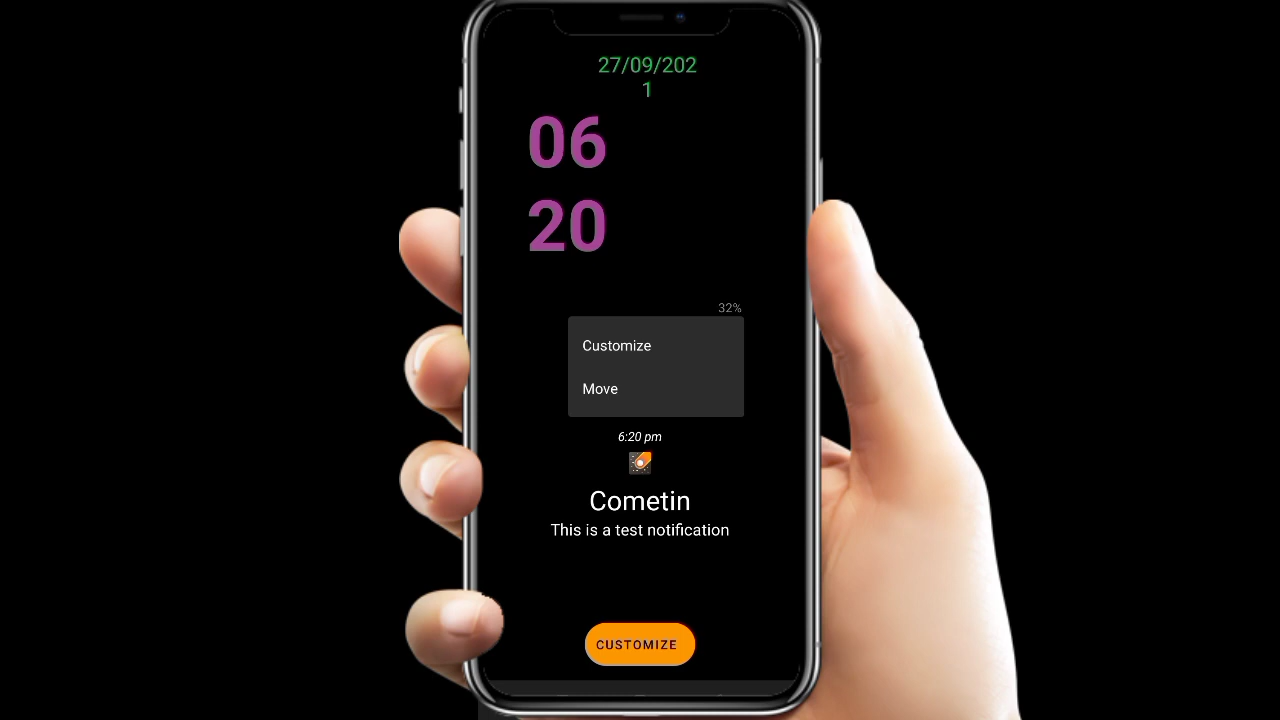 27/09/202
1
06
20
32%
Customize
Move
6:20 pm
Cometin
This is a test notification
CUSTOMIZE